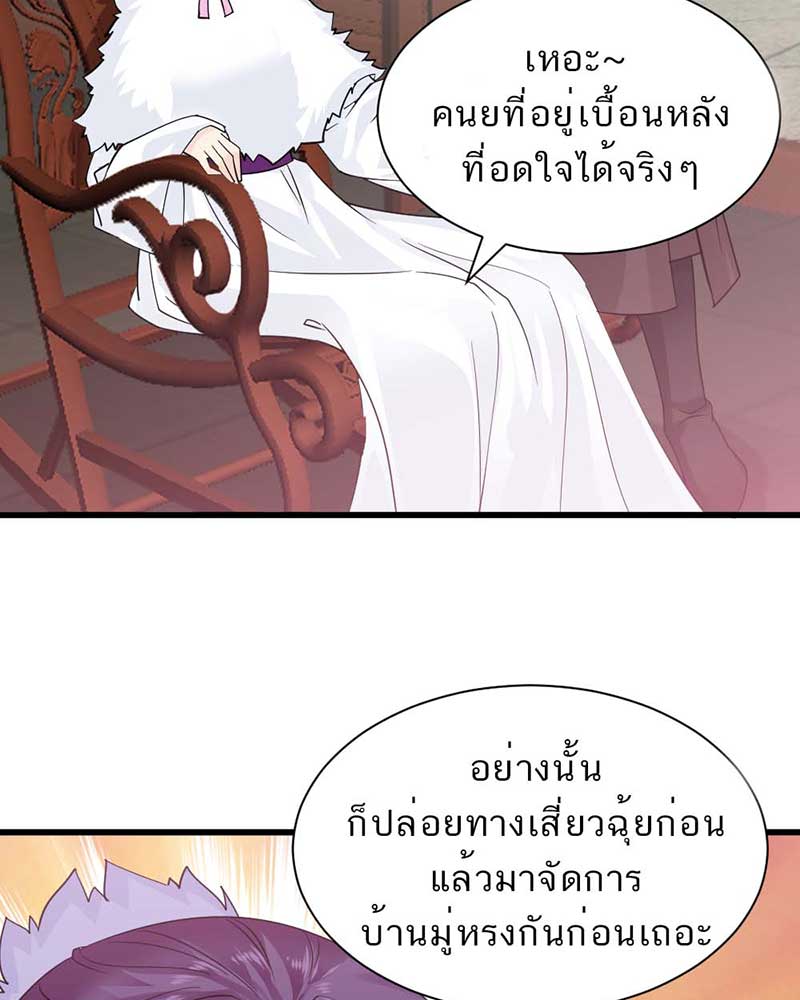 เหอะ~
คนยที่อยู่เบื้อนหลัง
ที่อดใจได้จริงๆ
อย่างนั้น
ก็ปล่อยทางเสี่ยวฉุ้ยก่อน
แล้วมาจัดการ
บ้านมู่หรงกันก่อนเถอะ